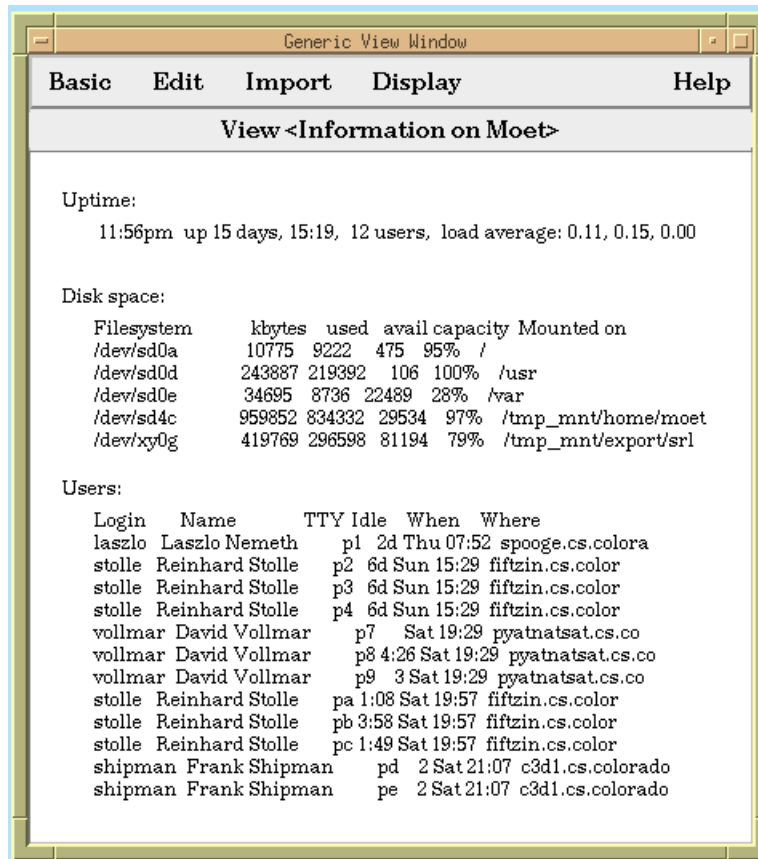 Generic View Window
Basic Edit Import Display Help
View <Information on Moet>
Uptime:
11:56pm up 15 days, 15:19, 12 users, load average: 0.11, 0.15, 0.00
Disk space:
Filesystem kbytes used avail capacity Mounted on
/dev/sd0a 10775 9222 475 95% /
/dev/sd0d 243887 219392 106 100% /usr
/dev/sd0e 34695 8736 22489 28% /var
/dev/sd4c 959852 834332 29534 97% /tmp_mnt/home/moet
/dev/xy0g 419769 296598 81194 79% /tmp_mnt/export/srl
Users:
Login Name TTY Idle When Where
laszlo Laszlo Nemeth p1 2d Thu 07:52 spooge.cs.colora
stolle Reinhard Stolle p2 6d Sun 15:29 fiftzin.cs.color
stolle Reinhard Stolle p3 6d Sun 15:29 fiftzin.cs.color
stolle Reinhard Stolle p4 6d Sun 15:29 fiftzin.cs.color
vollmar David Vollmar p7 Sat 19:29 pyatnatsat.cs.co
vollmar David Vollmar p8 4:26 Sat 19:29 pyatnatsat.cs.co
vollmar David Vollmar p9 3 Sat 19:29 pyatnatsat.cs.co
stolle Reinhard Stolle pa 1:08 Sat 19:57 fiftzin.cs.color
stolle Reinhard Stolle pb 3:58 Sat 19:57 fiftzin.cs.color
stolle Reinhard Stolle pc 1:49 Sat 19:57 fiftzin.cs.color
shipman Frank Shipman pd 2 Sat 21:07 c3d1.cs.colorado
shipman Frank Shipman pe 2 Sat 21:07 c3d1.cs.colorado